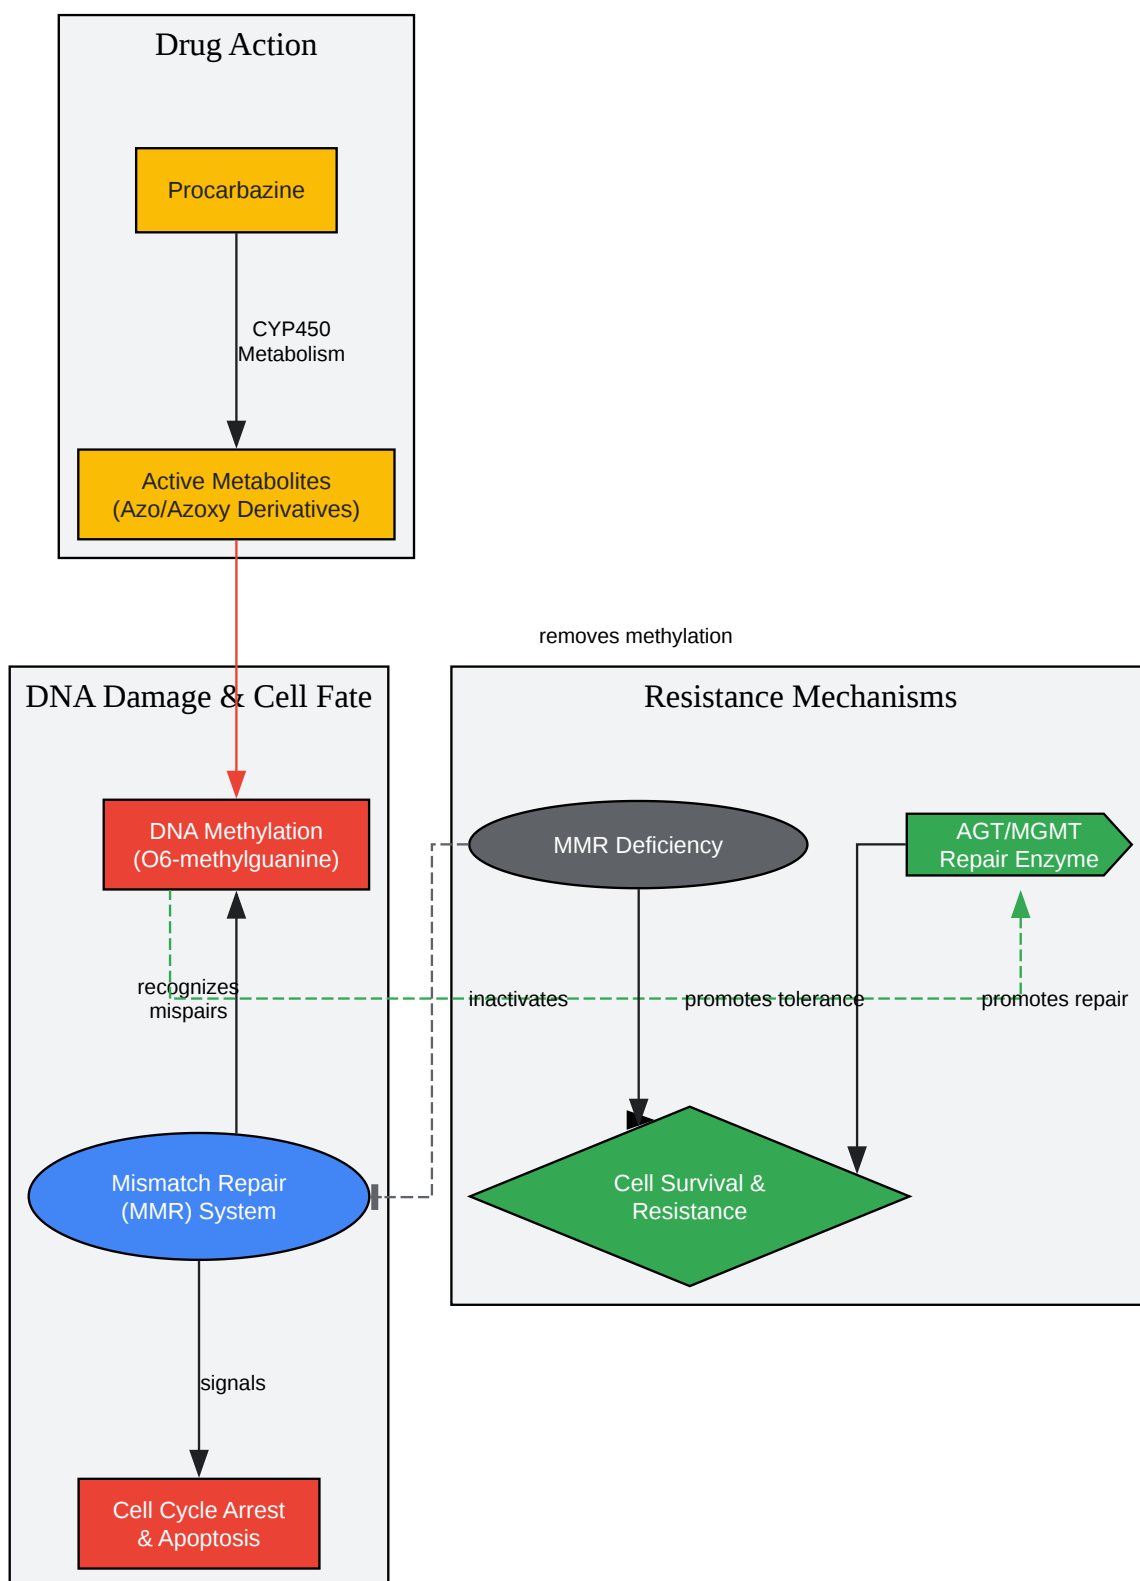 Drug Action
Procarbazine
CYP450
Metabolism
Active Metabolites
(Azo/Azoxy Derivatives)
removes methylation
DNA Damage & Cell Fate
Resistance Mechanisms
DNA Methylation
(O6-methylguanine)
MMR Deficiency
AGT/MGMT
Repair Enzyme
recognizes
mispairs
inactivates
promotes tolerance
promotes repair
Mismatch Repair
(MMR) System
Cell Survival &
Resistance
signals
Cell Cycle Arrest
& Apoptosis